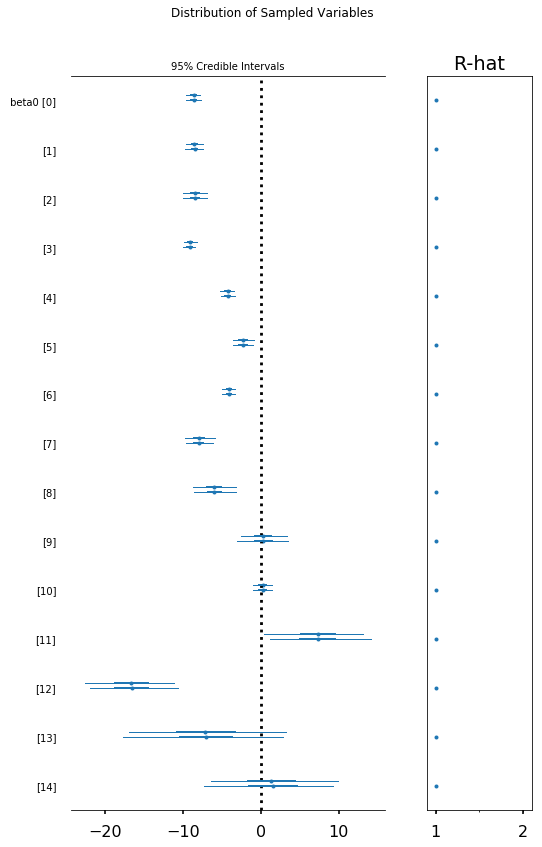 Distribution of Sampled Variables
95% Credible Intervals
R-hat
beta0 [0]
[1]
[2]
[3]
[4]
[5]
[6]
[7]
[8]
[9]
[10]
[11]
[12]
[13]
[14]
−20 −10 0 10 1 2